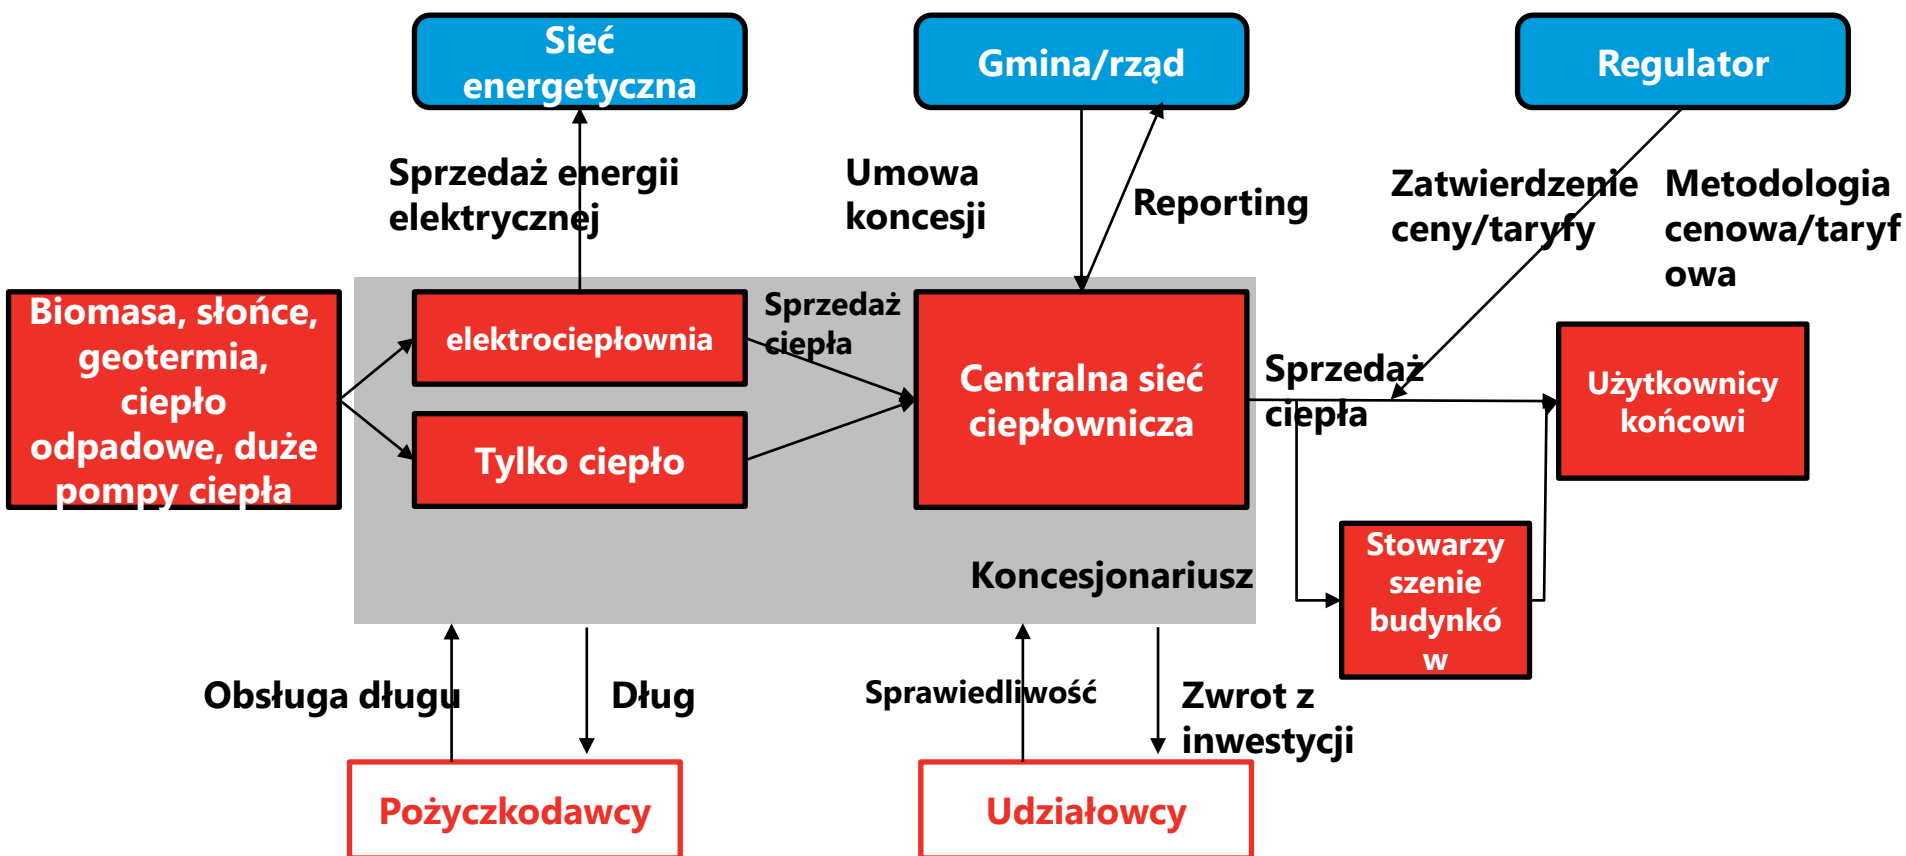 Sieć
energetyczna
Gmina/rząd
Regulator
Sprzedaż energii
elektrycznej
Umowa
koncesji
Reporting
Zatwierdzenie
ceny/taryfy
Metodologia
cenowa/taryf
owa
Biomasa, słońce,
geotermia,
ciepło
odpadowe, duże
pompy ciepła
elektrociepłownia
Tylko ciepło
Sprzedaż
ciepła
Centralna sieć
ciepłownicza
Sprzedaż
ciepła
Użytkownicy
końcowi
Stowarzy
szenie
budynkó
w
Koncesjonariusz
Obsługa długu
Dług
Sprawiedliwość
Zwrot z
inwestycji
Pożyczkodawcy
Udziałowcy